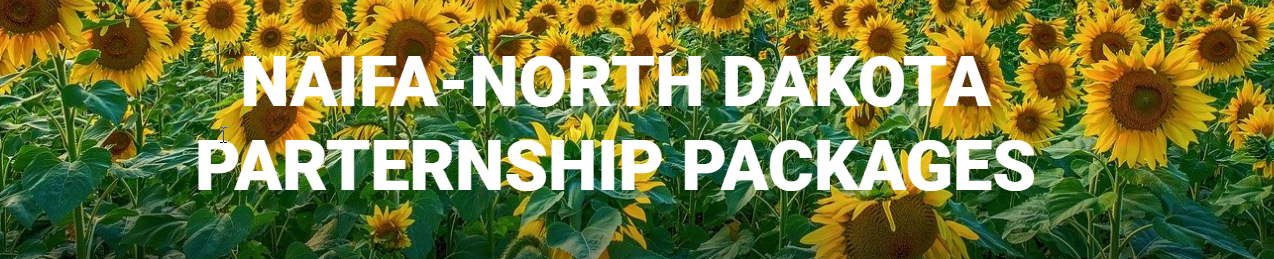 NAIFA-NORTH DAKOTA
PARTERNSHIP PACKAGES